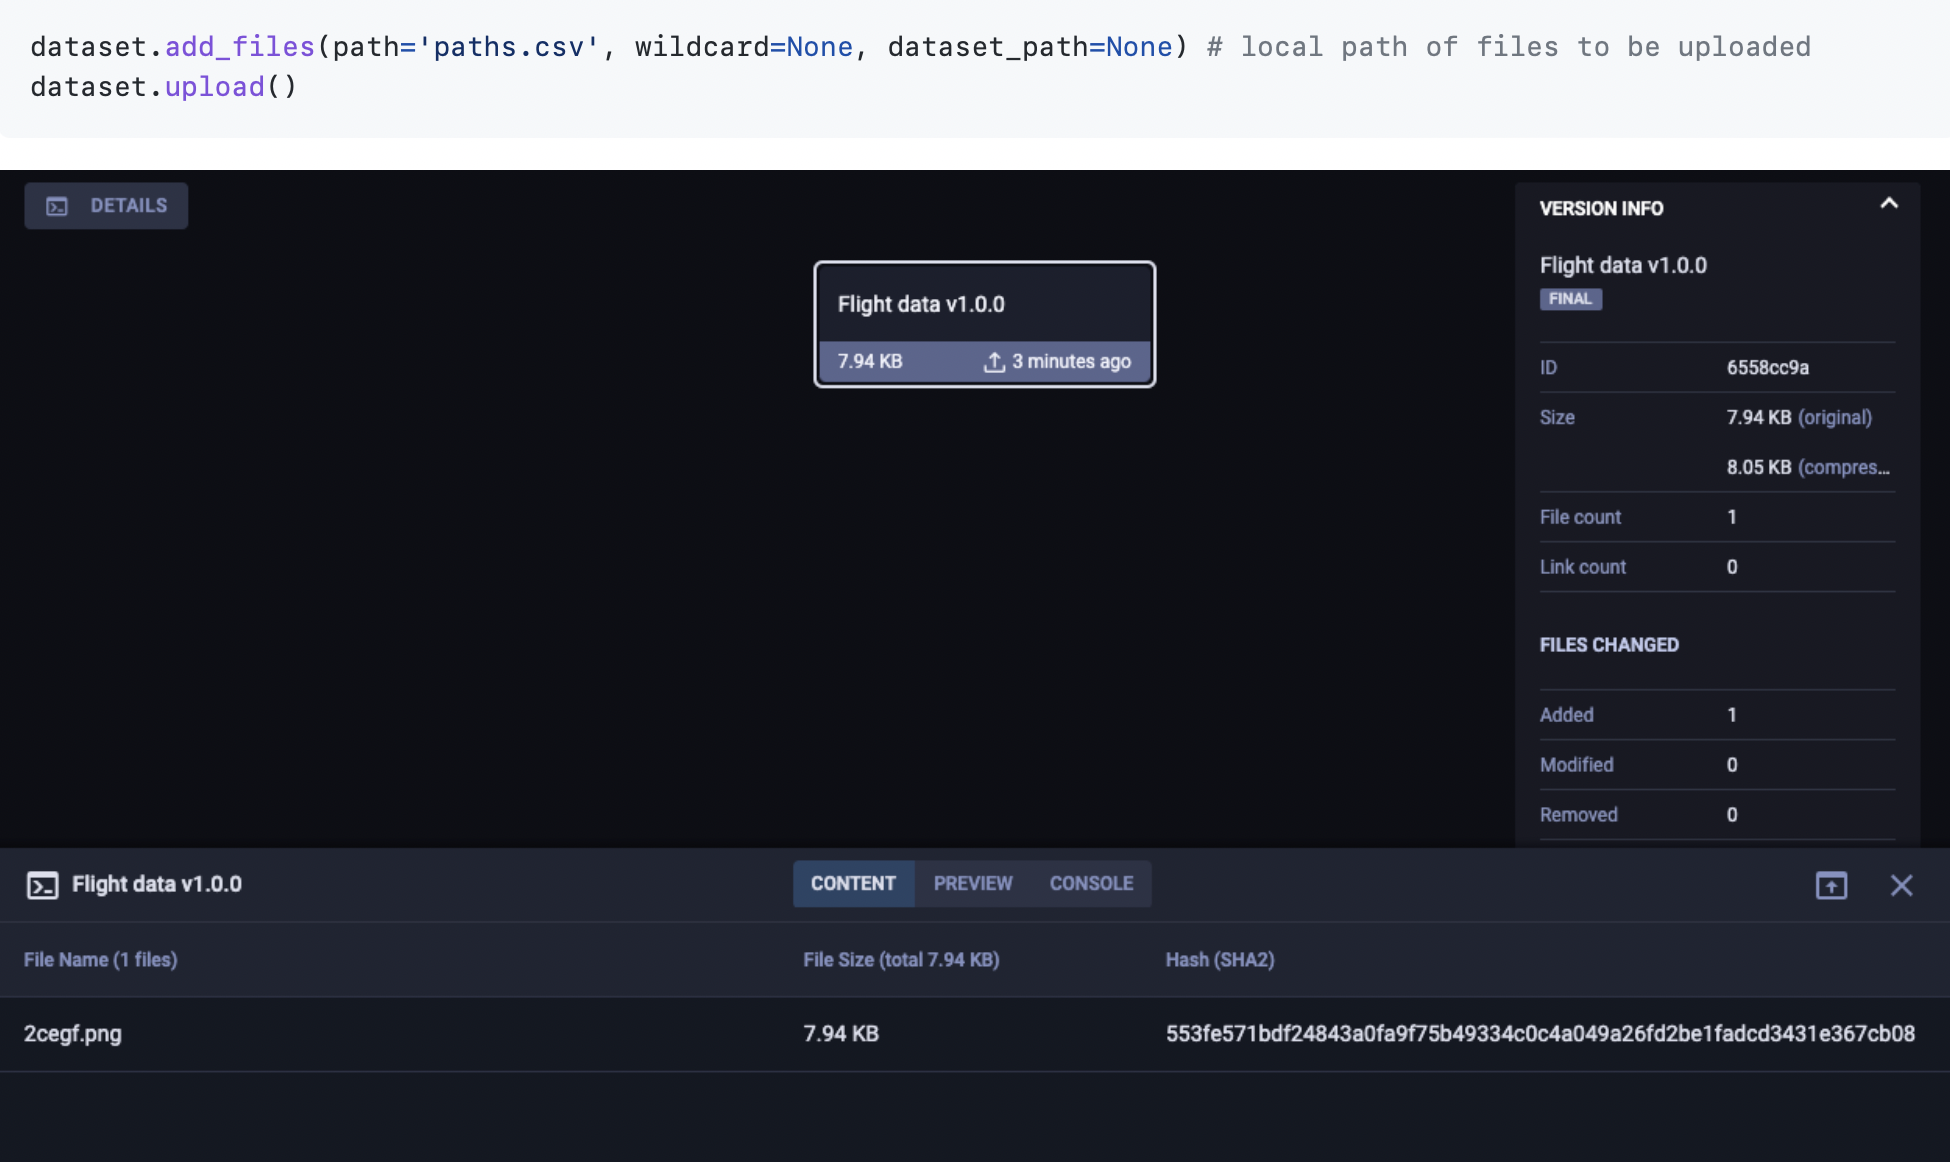 dataset.add_files(path='paths.csv', wildcard=None, dataset_path=None) # local path of files to be uploaded
dataset.upload()
DETAILS
Flight data v1.0.0
7.94 KB 3 minutes ago
VERSION INFO
Flight data v1.0.0
FINAL
ID 6558cc9a
Size 7.94 KB (original)
8.05 KB (compres...
File count 1
Link count 0
FILES CHANGED
Added 1
Modified 0
Removed 0
Flight data v1.0.0
CONTENT PREVIEW CONSOLE
File Name (1 files) File Size (total 7.94 KB) Hash (SHA2)
2cegf.png 7.94 KB 553fe571bdf24843a0fa9f75b49334c0c4a049a26fd2be1fadcd3431e367cb08